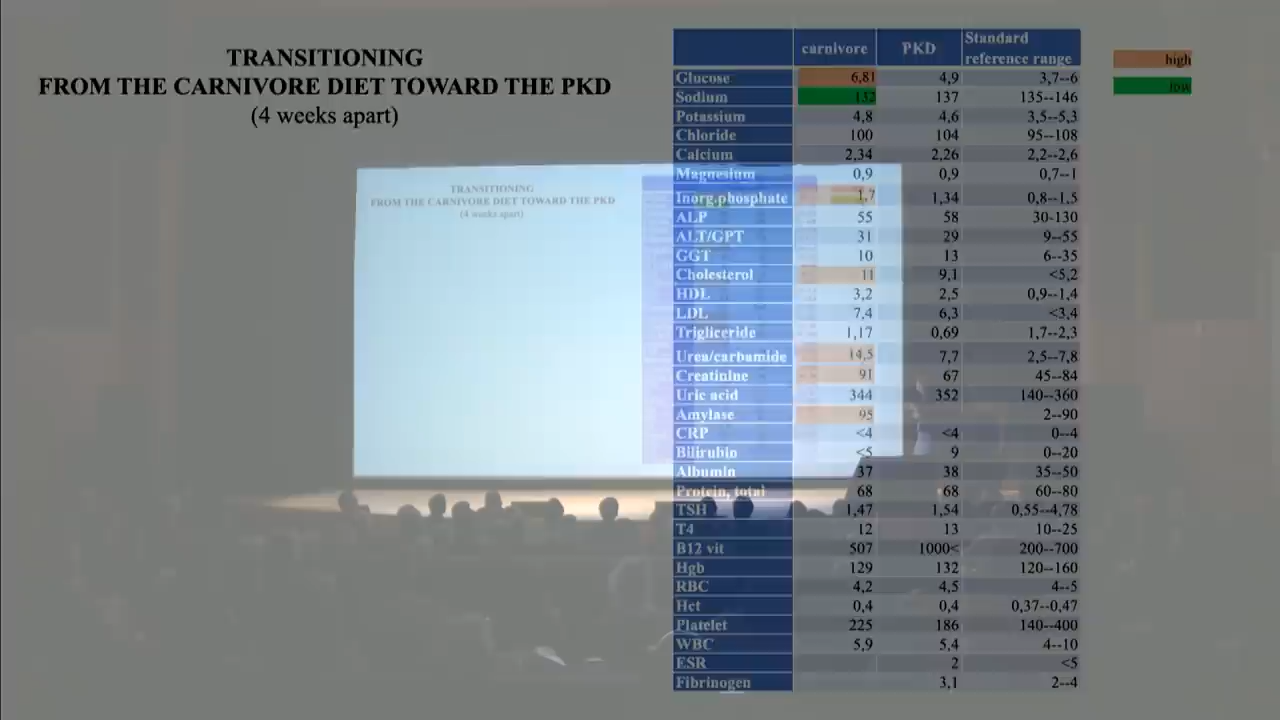 TRANSITIONING
FROM THE CARNIVORE DIET TOWARD THE PKD
(4 weeks apart)
carnivore PKD Standard reference range
Glucose 6,81 4,9 3,7--6
Sodium 132 137 135--146
Potassium 4,8 4,6 3,5--5,3
Chloride 100 104 95--108
Calcium 2,34 2,26 2,2--2,6
Magnesium 0,9 0,9 0,7--1
Inorg.phosphate 1,7 1,34 0,8--1,5
ALP 55 58 30-130
ALT/GPT 31 29 9--55
GGT 10 13 6--35
Cholesterol 11 9,1 <5,2
HDL 3,2 2,5 0,9--1,4
LDL 7,4 6,3 <3,4
Trigliceride 1,17 0,69 1,7--2,3
Urea/carbamide 14,5 7,7 2,5--7,8
Creatinine 91 67 45--84
Uric acid 344 352 140--360
Amylase 95 2--90
CRP <4 <4 0--4
Bilirubin <5 9 0--20
Albumin 37 38 35--50
Protein, total 68 68 60--80
TSH 1,47 1,54 0,55--4,78
T4 12 13 10--25
B12 vit 507 1000< 200--700
Hgb 129 132 120--160
RBC 4,2 4,5 4--5
Hct 0,4 0,4 0,37--0,47
Platelet 225 186 140--400
WBC 5,9 5,4 4--10
ESR 2 <5
Fibrinogen 3,1 2--4
high
low
TRANSITIONING
FROM THE CARNIVORE DIET TOWARD THE PKD
(4 weeks apart)